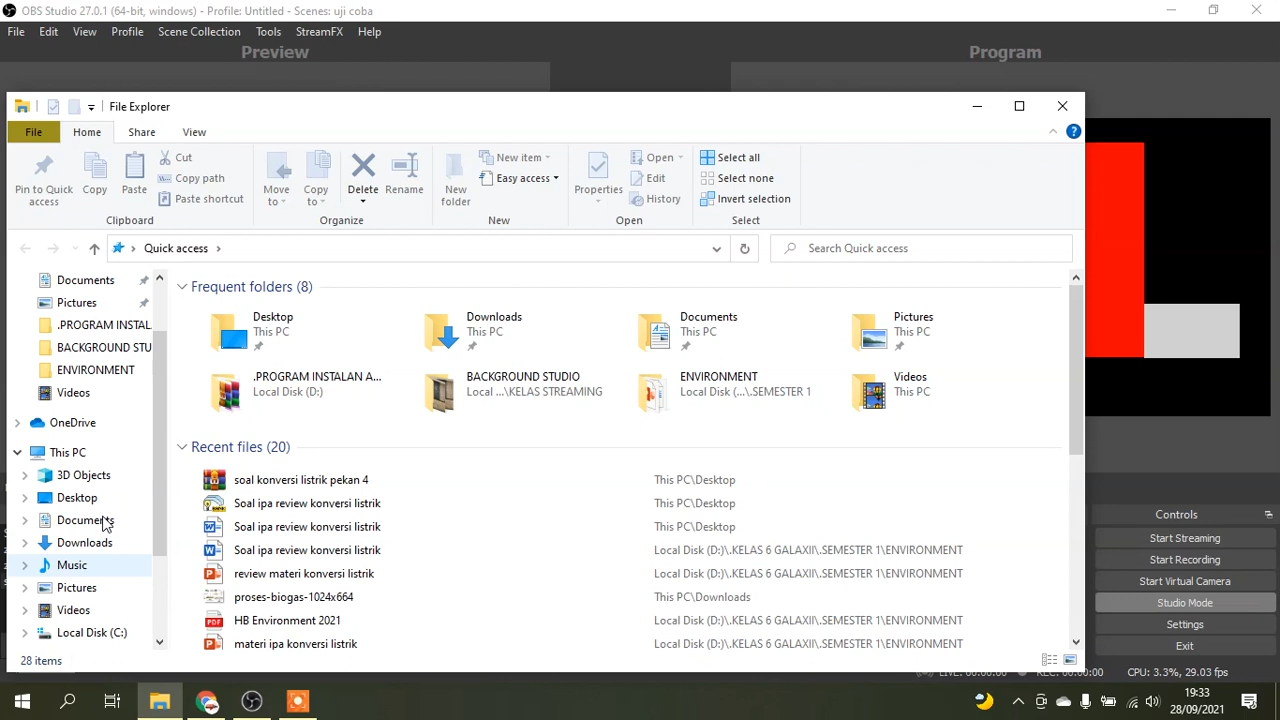 OBS Studio 27.0.1 (64-bit, windows) - Profile: Untitled - Scenes: uji coba
File Edit View Profile Scene Collection Tools StreamFX Help
Preview
Program
File Explorer
File Home Share View
Pin to Quick access
Copy
Paste
Cut
Copy path
Paste shortcut
Clipboard
Move to
Copy to
Delete
Rename
Organize
New folder
New item
Easy access
New
Properties
Open
Edit
History
Open
Select all
Select none
Invert selection
Select
Quick access
Search Quick access
Documents
Pictures
.PROGRAM INSTAL.
BACKGROUND STU
ENVIRONMENT
Videos
OneDrive
This PC
3D Objects
Desktop
Documents
Downloads
Music
Pictures
Videos
Local Disk (C:)
28 items
Frequent folders (8)
Desktop
This PC
Downloads
This PC
Documents
This PC
Pictures
This PC
.PROGRAM INSTALAN A...
Local Disk (D:)
BACKGROUND STUDIO
Local ...\KELAS STREAMING
ENVIRONMENT
Local Disk (...\.SEMESTER 1
Videos
This PC
Recent files (20)
soal konversi listrik pekan 4 This PC\Desktop
Soal ipa review konversi listrik This PC\Desktop
Soal ipa review konversi listrik This PC\Desktop
Soal ipa review konversi listrik Local Disk (D:)\.KELAS 6 GALAXII\.SEMESTER 1\ENVIRONMENT
review materi konversi listrik Local Disk (D:)\.KELAS 6 GALAXII\.SEMESTER 1\ENVIRONMENT
proses-biogas-1024x664 This PC\Downloads
HB Environment 2021 Local Disk (D:)\.KELAS 6 GALAXII\.SEMESTER 1\ENVIRONMENT
materi ipa konversi listrik Local Disk (D:)\.KELAS 6 GALAXII\.SEMESTER 1\ENVIRONMENT
Controls
Start Streaming
Start Recording
Start Virtual Camera
Studio Mode
Settings
Exit
LIVE: 00:00:00 REC: 00:00:00 CPU: 3.3%, 29.03 fps
19:33
28/09/2021